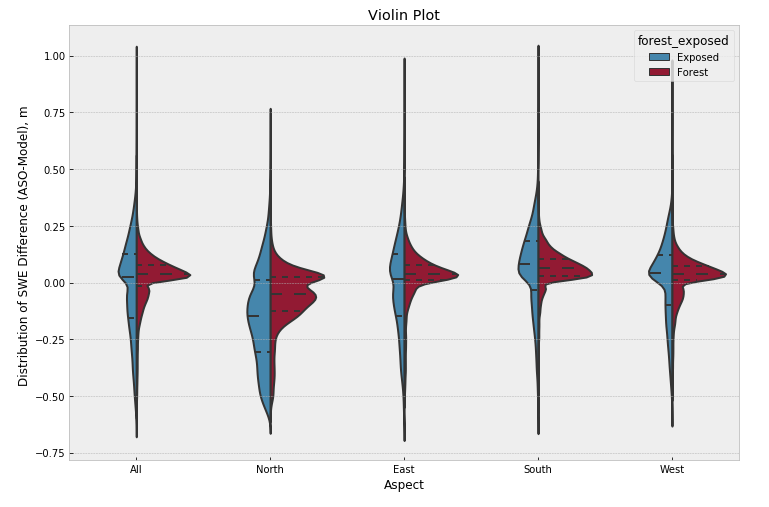 Violin Plot
forest_exposed
Exposed
Forest
1.00
0.75
0.50
0.25
0.00
−0.25
−0.50
−0.75
Distribution of SWE Difference (ASO-Model), m
All North East South West
Aspect